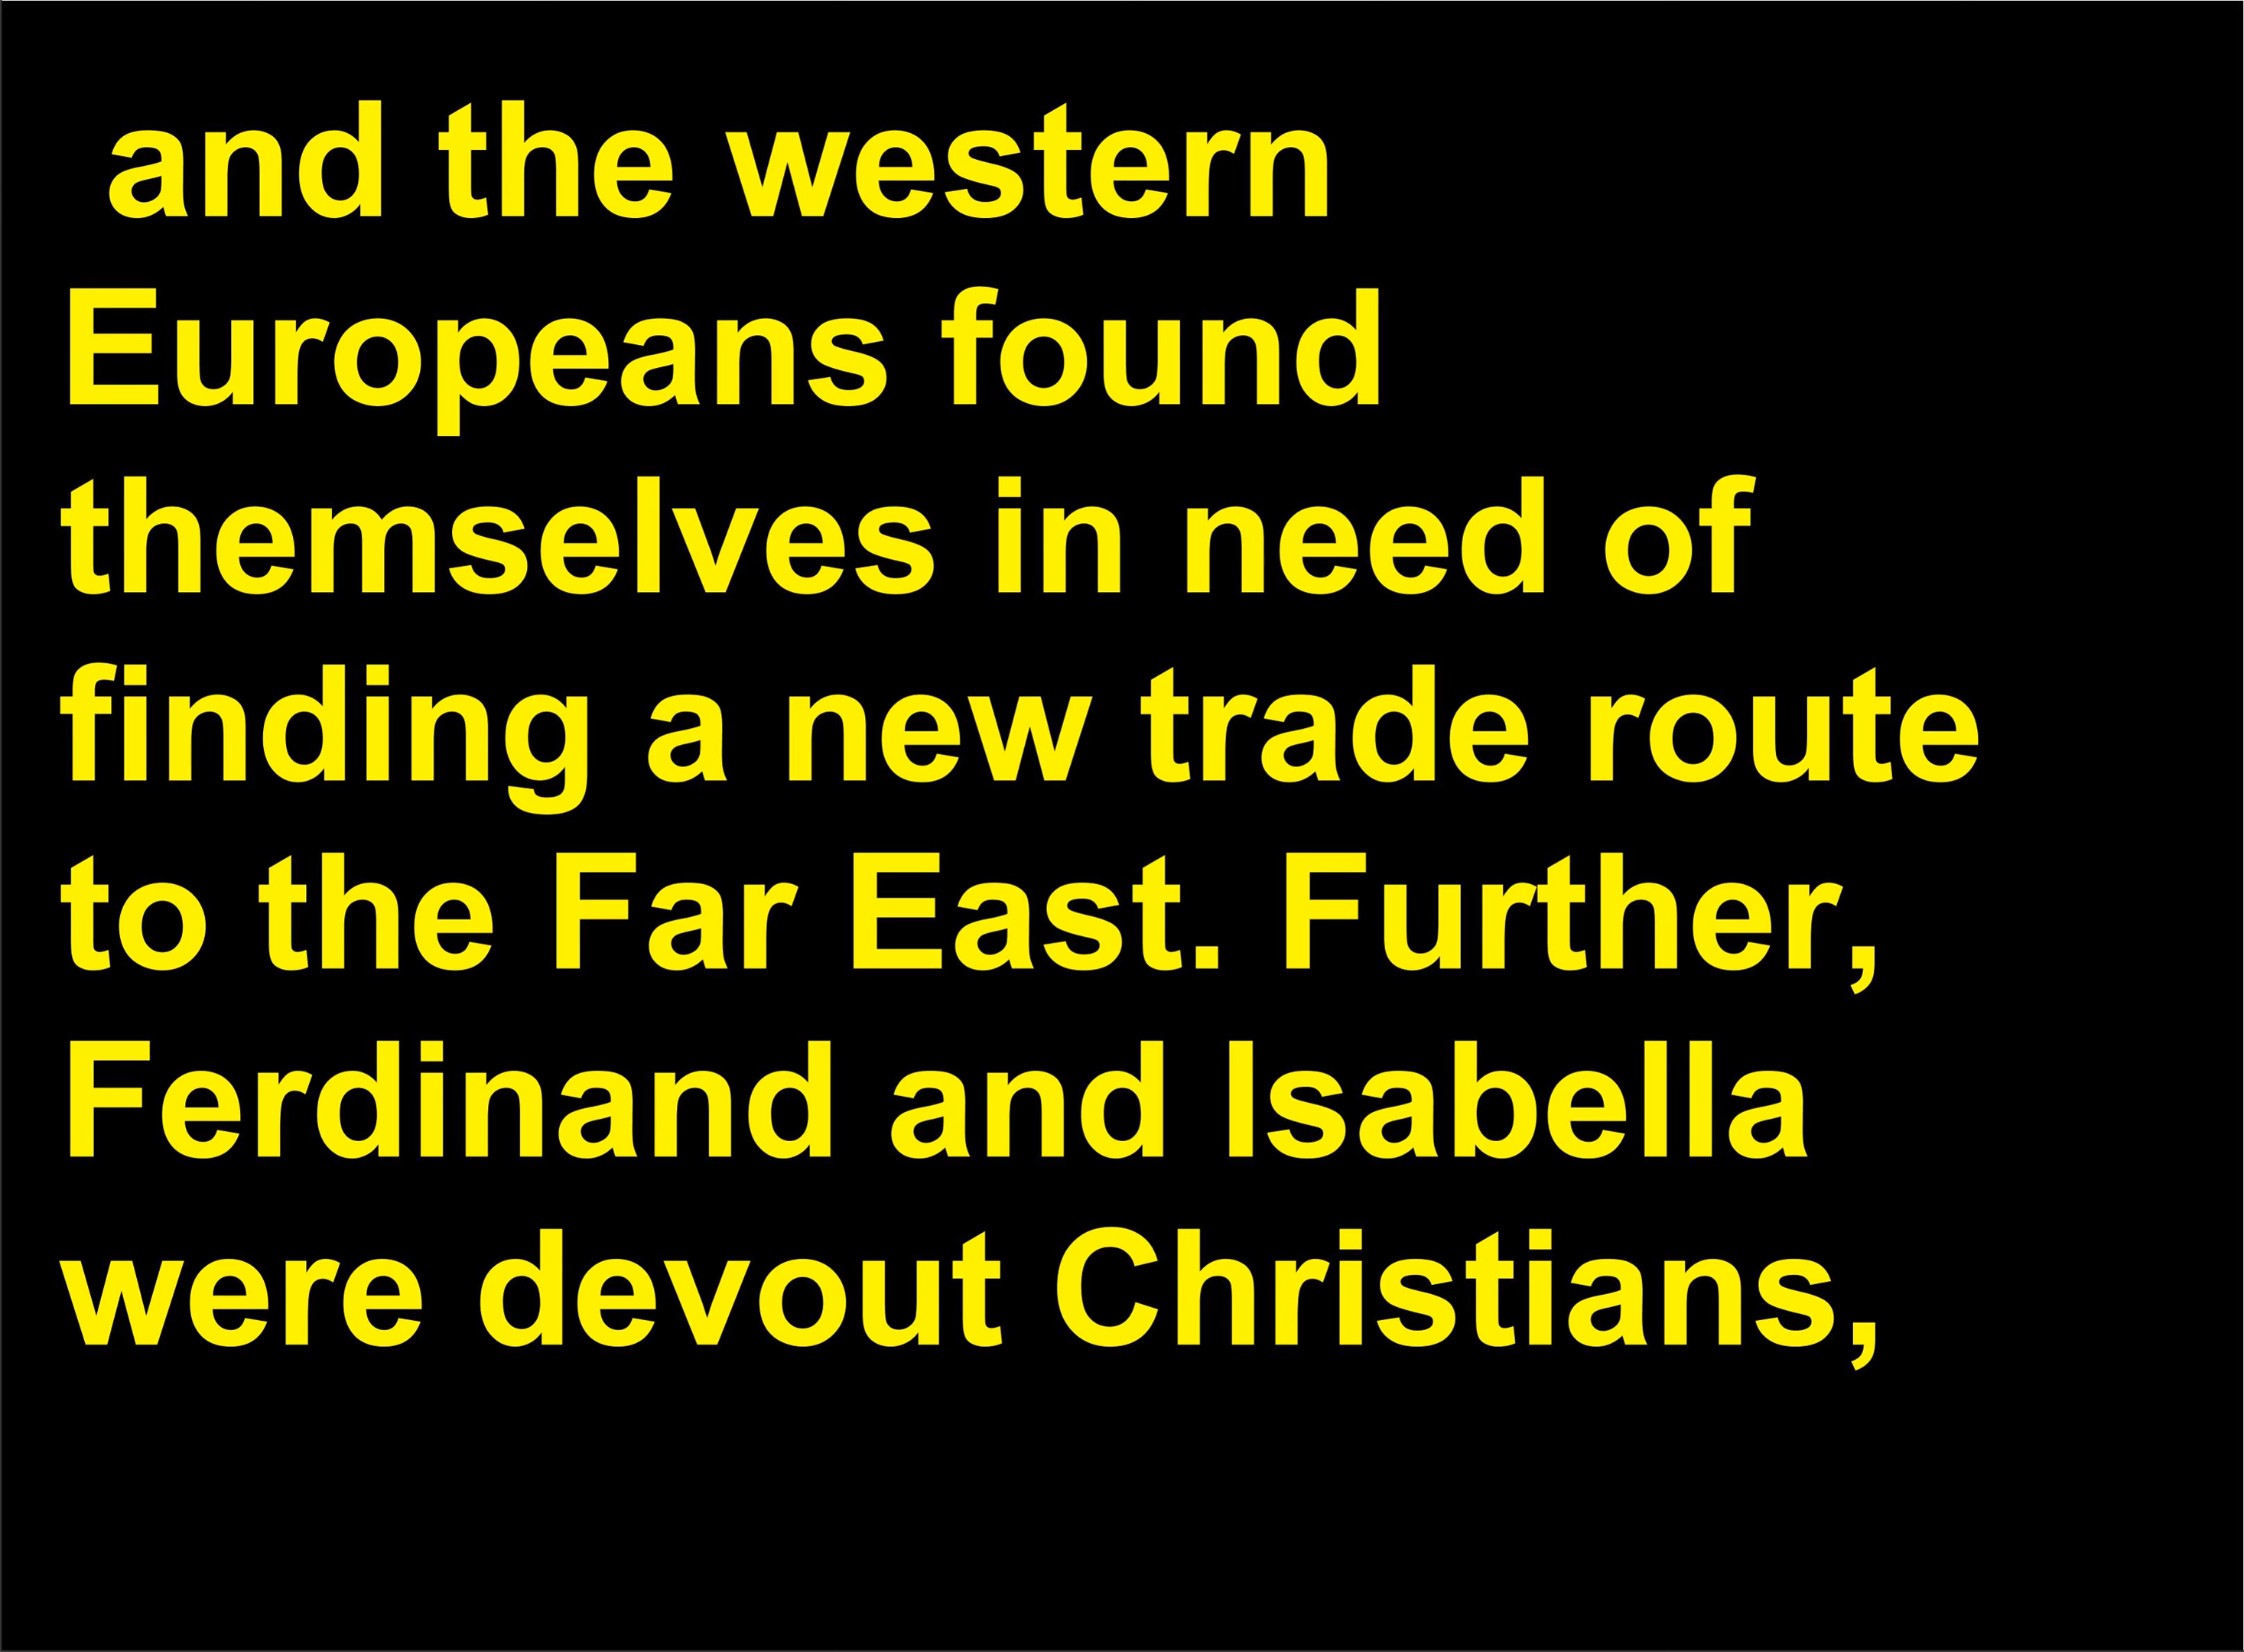 and the western
Europeans found
themselves in need of
finding a new trade route
to the Far East. Further,
Ferdinand and Isabella
were devout Christians,